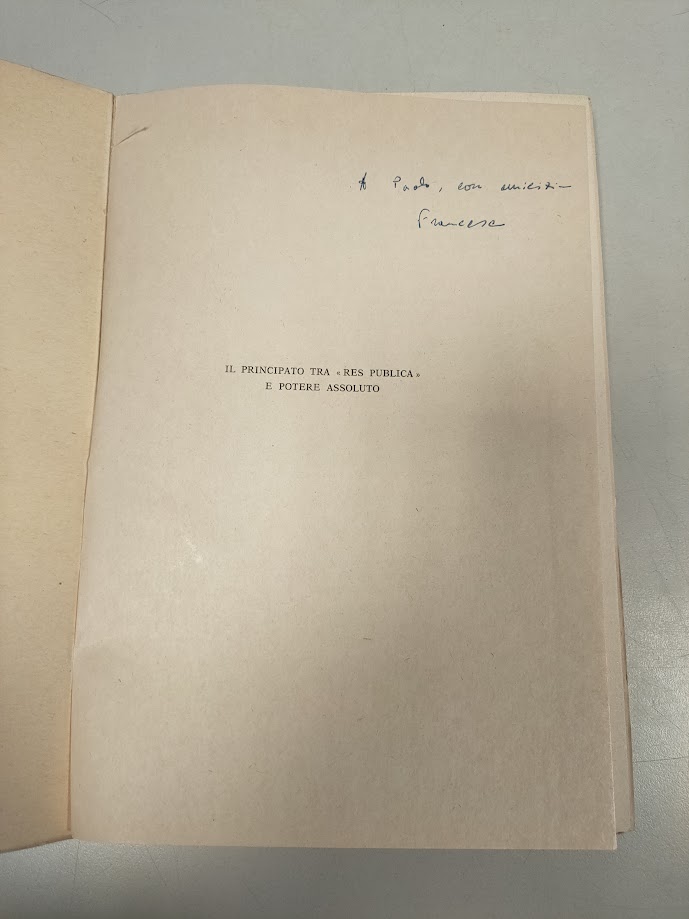 A Paolo, con amicizia
Francesco
IL PRINCIPATO TRA « RES PUBLICA »
E POTERE ASSOLUTO